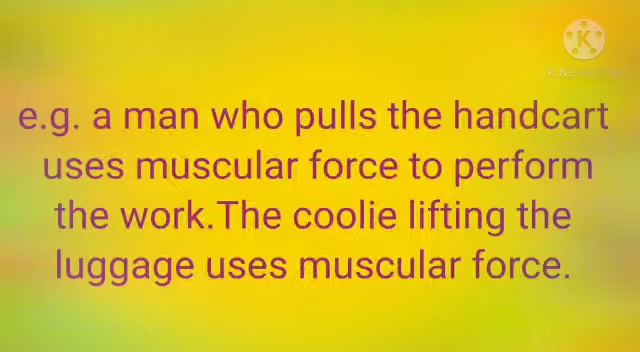 e.g. a man who pulls the handcart
uses muscular force to perform
the work.The coolie lifting the
luggage uses muscular force.
K